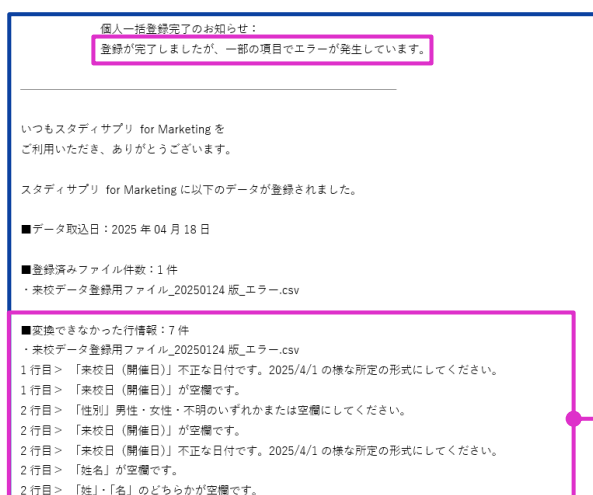 個人一括登録完了のお知らせ：
登録が完了しましたが、一部の項目でエラーが発生しています。
いつもスタディサプリ for Marketing を
ご利用いただき、ありがとうございます。
スタディサプリ for Marketing に以下のデータが登録されました。
■データ取込日：2025 年 04 月 18 日
■登録済みファイル件数：1 件
・来校データ登録用ファイル_20250124 版_エラー.csv
■変換できなかった行情報：7 件
・来校データ登録用ファイル_20250124 版_エラー.csv
1 行目＞ 「来校日（開催日）」不正な日付です。2025/4/1 の様な所定の形式にしてください。
1 行目＞ 「来校日（開催日）」が空欄です。
2 行目＞ 「性別」男性・女性・不明のいずれかまたは空欄にしてください。
2 行目＞ 「来校日（開催日）」が空欄です。
2 行目＞ 「来校日（開催日）」不正な日付です。2025/4/1 の様な所定の形式にしてください。
2 行目＞ 「姓名」が空欄です。
2 行目＞ 「姓」・「名」のどちらかが空欄です。